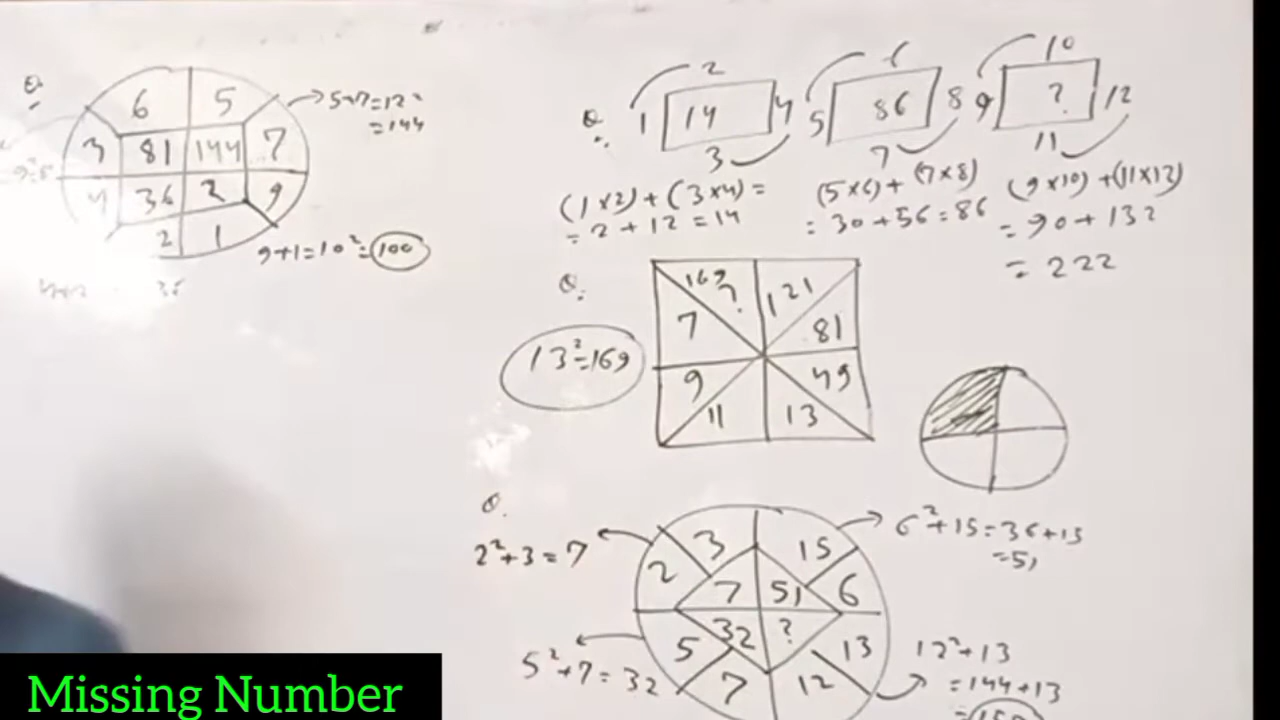 Q.
6 5
3 81 144 7
4 36 2 9
2 1
5+7=12²
=144
9+1=10²=100
Q.
2
1 14 4
3
(1×2)+(3×4)=
=2+12=14
6
5 86 8
7
(5×6)+(7×8)
=30+56=86
10
9 ? 12
11
(9×10)+(11×12)
=90+132
=222
Q.
169 ? 121
7 81
9 49
11 13
13²=169
Q.
3 15
2 7 51 6
5 32 ? 13
7 12
2²+3=7
6²+15=36+15
=51
5²+7=32
12²+13
=144+13
Missing Number